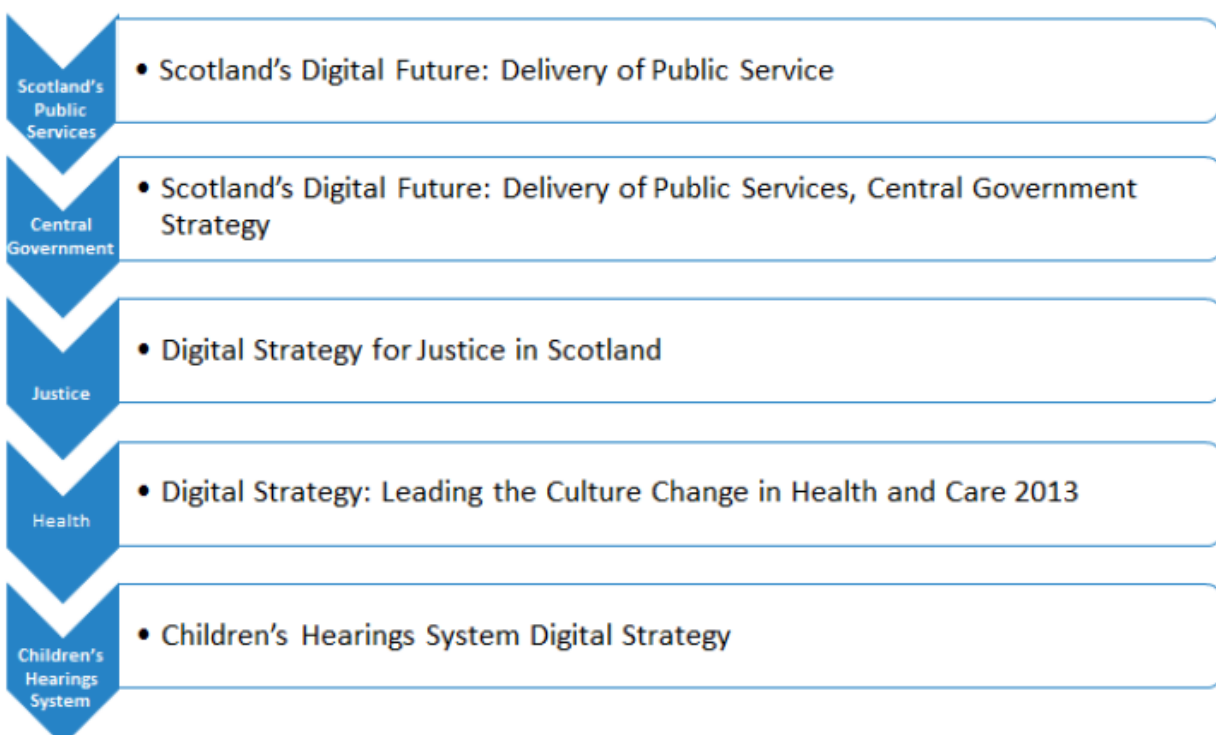 Scotland's
Public
Services
• Scotland's Digital Future: Delivery of Public Service
Central
Government
• Scotland's Digital Future: Delivery of Public Services, Central Government
Strategy
Justice
• Digital Strategy for Justice in Scotland
Health
• Digital Strategy: Leading the Culture Change in Health and Care 2013
Children's
Hearings
System
• Children's Hearings System Digital Strategy